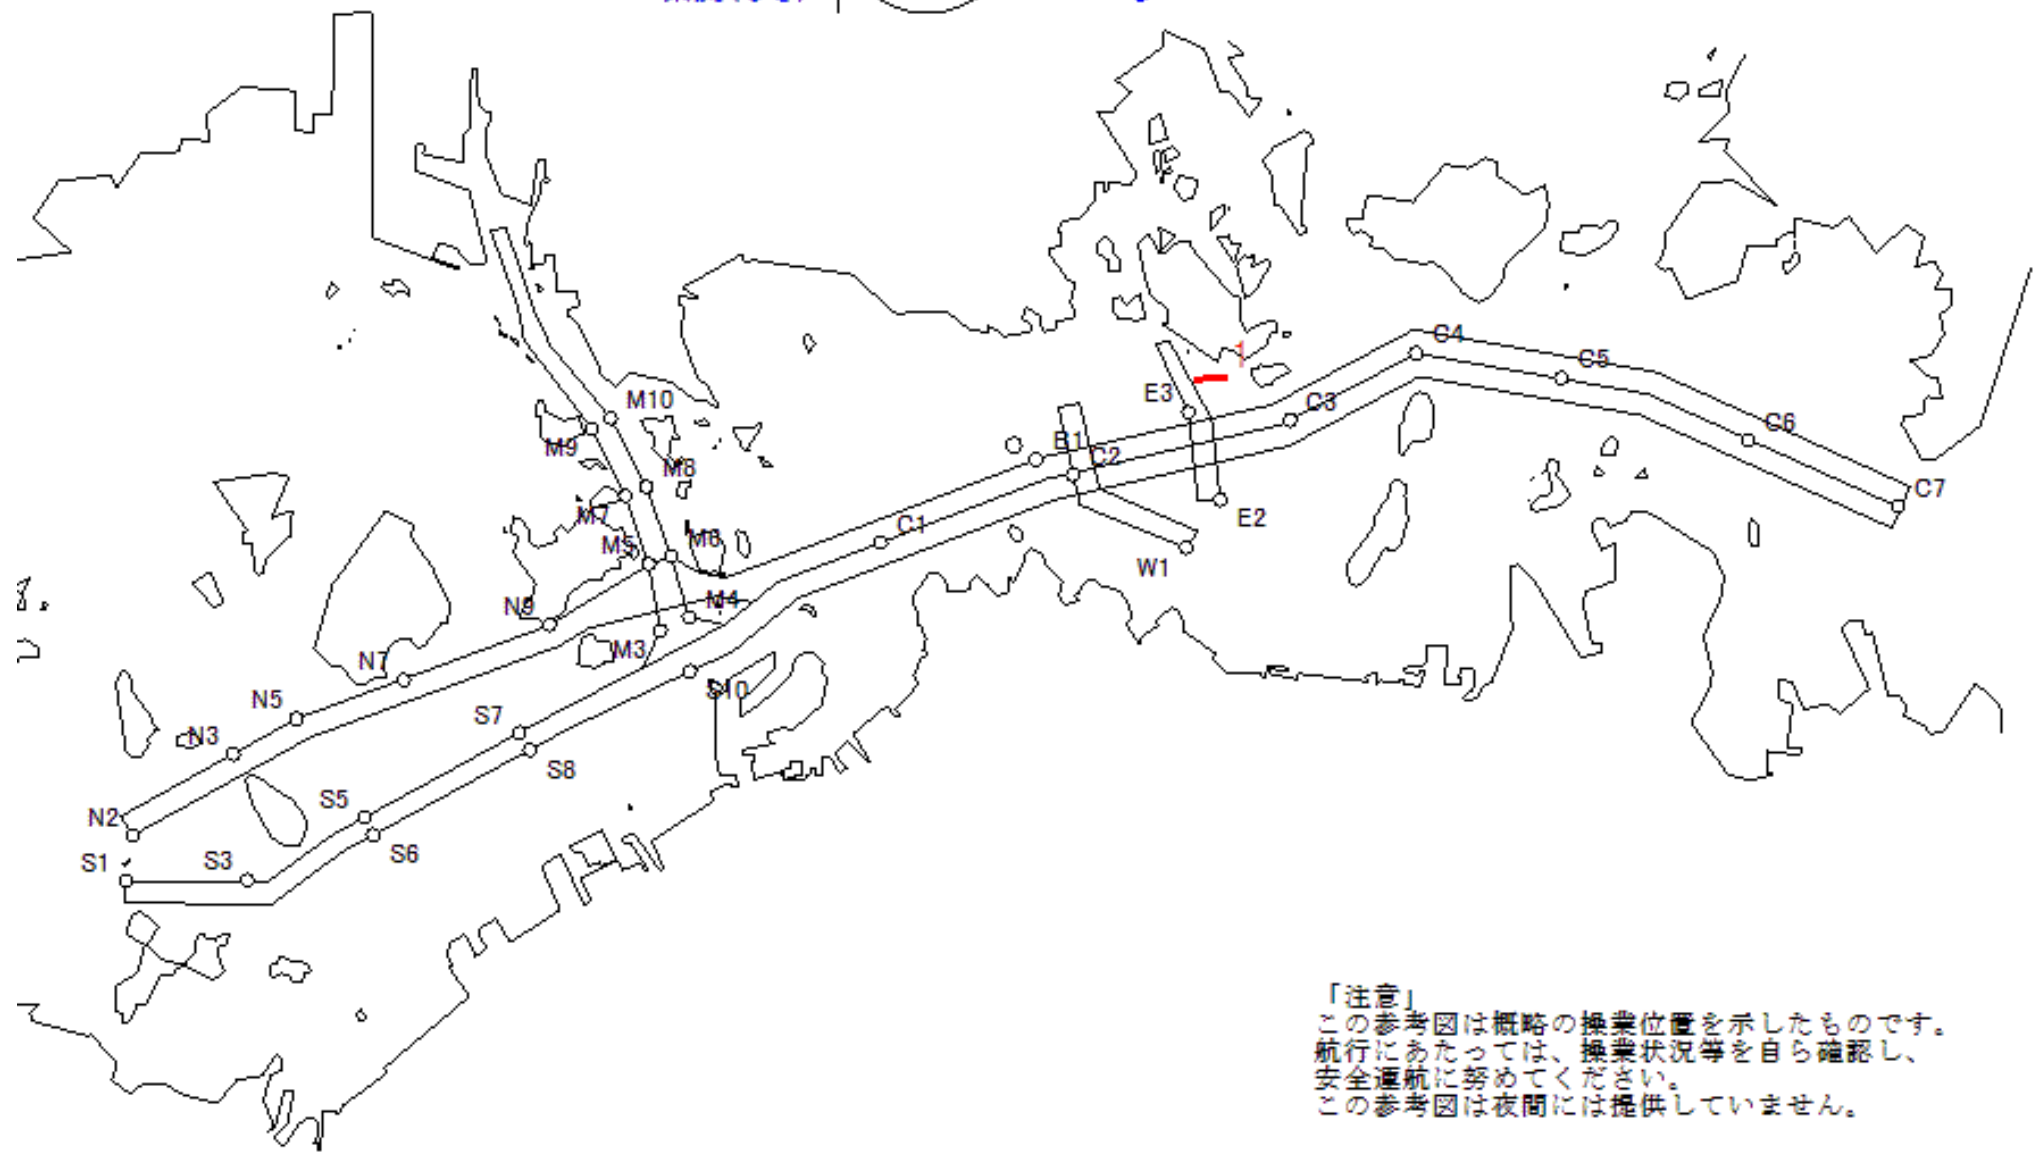 1
C4
C5
E3
C3
M10
C6
M9
B1
C2
M8
C7
M7
E2
C1
M5
M6
W1
N9
M4
M3
N7
S10
N5
S7
N3
S8
S5
N2
S6
S1
S3
「注意」
この参考図は概略の操業位置を示したものです。
航行にあたっては、操業状況等を自ら確認し、
安全運航に努めてください。
この参考図は夜間には提供していません。